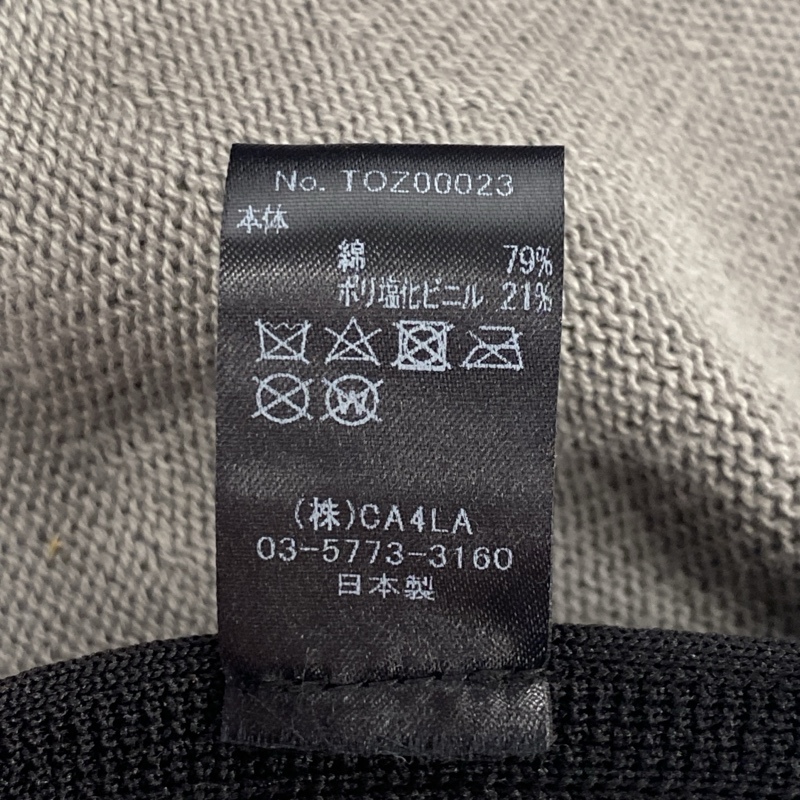 No. TOZ00023
本体
綿 79%
ポリ塩化ビニル 21%
W
(株)CA4LA
03-5773-3160
日本製